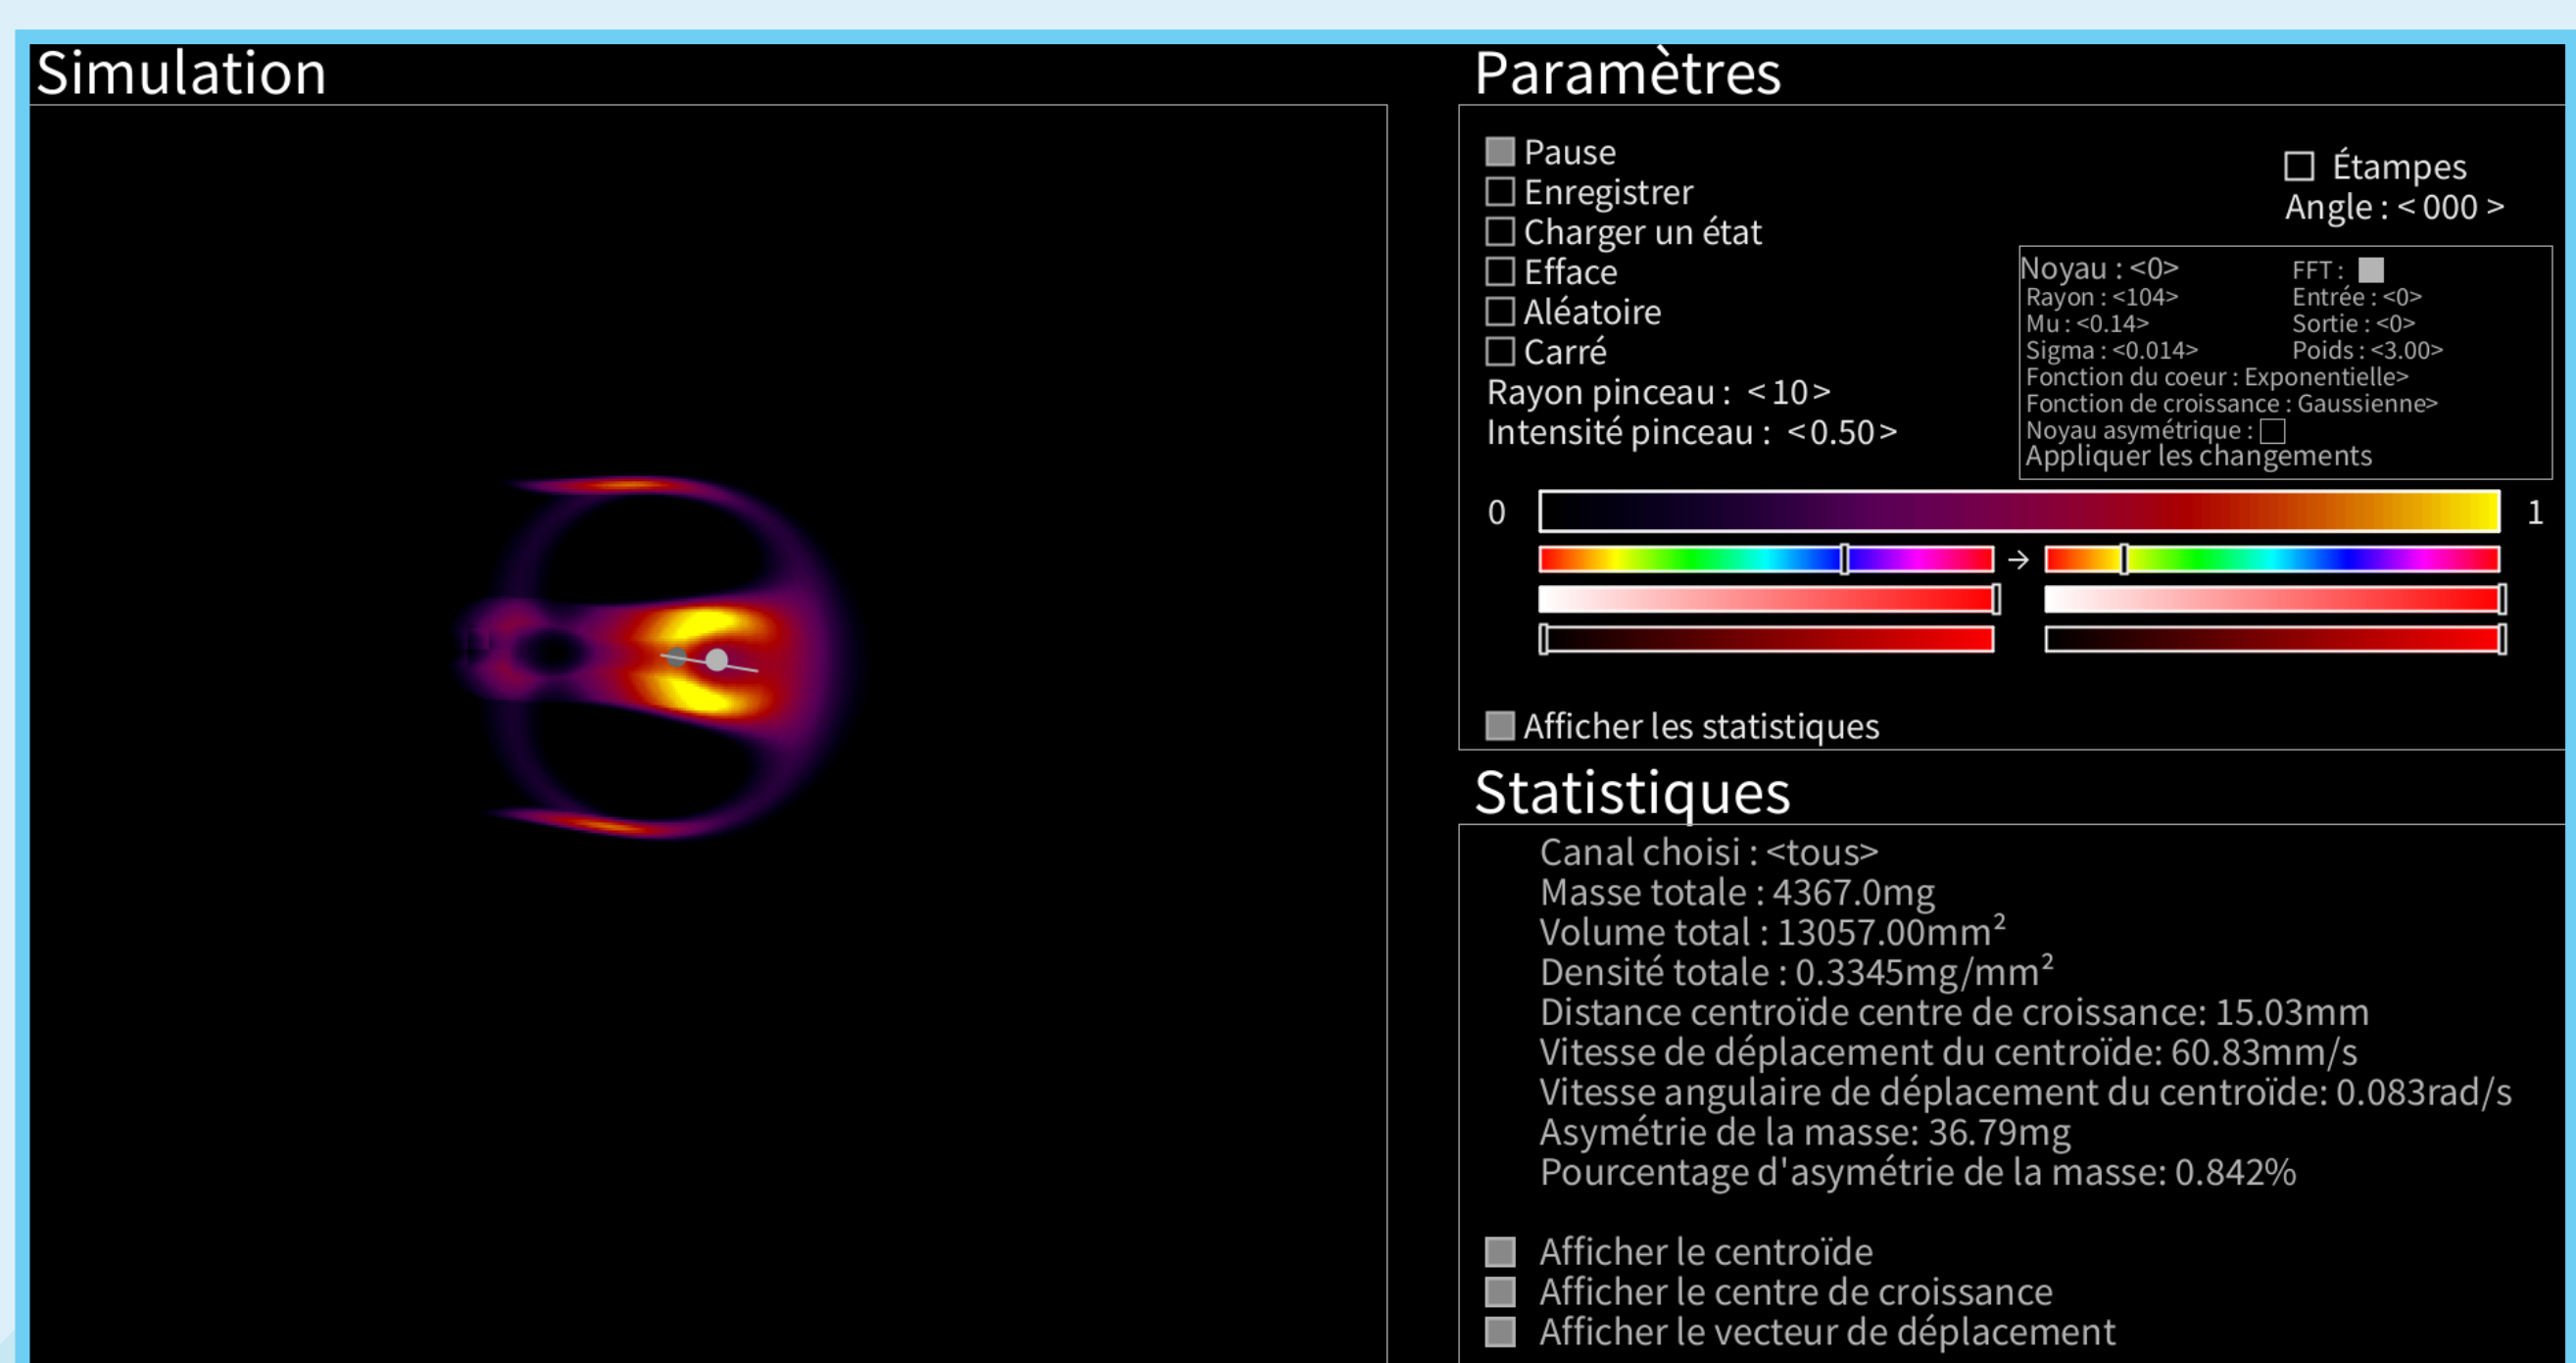 Simulation
Paramètres
Pause
Enregistrrer
Charger un état
Efface
Aléatoire
Carré
Rayon pinceau : <10>
Intensité pinceau : <0.50>
Étampes
Angle : <000 >
Noyau : <0>
FFT :
Rayon : <104>
Entrée : <0>
Mu : <0.14>
Sortie : <0>
Sigma : <0.014>
Poids : <3.00>
Fonction du coeur : Exponentielle>
Fonction de croissance : Gaussienne>
Noyau asymétrique :
Appliquer les changements
0
1
→
Afficher les statistiques
Statistiques
Canal choisi : <tous>
Masse totale : 4367.0mg
Volume total : 13057.00mm²
Densité totale : 0.3345mg/mm²
Distance centroïde centre de croissance: 15.03mm
Vitesse de déplacement du centroïde: 60.83mm/s
Vitesse angulaire de déplacement du centroïde: 0.083rad/s
Asymétrie de la masse: 36.79mg
Pourcentage d'asymétrie de la masse: 0.842%
Afficher le centroïde
Afficher le centre de croissance
Afficher le vecteur de déplacement